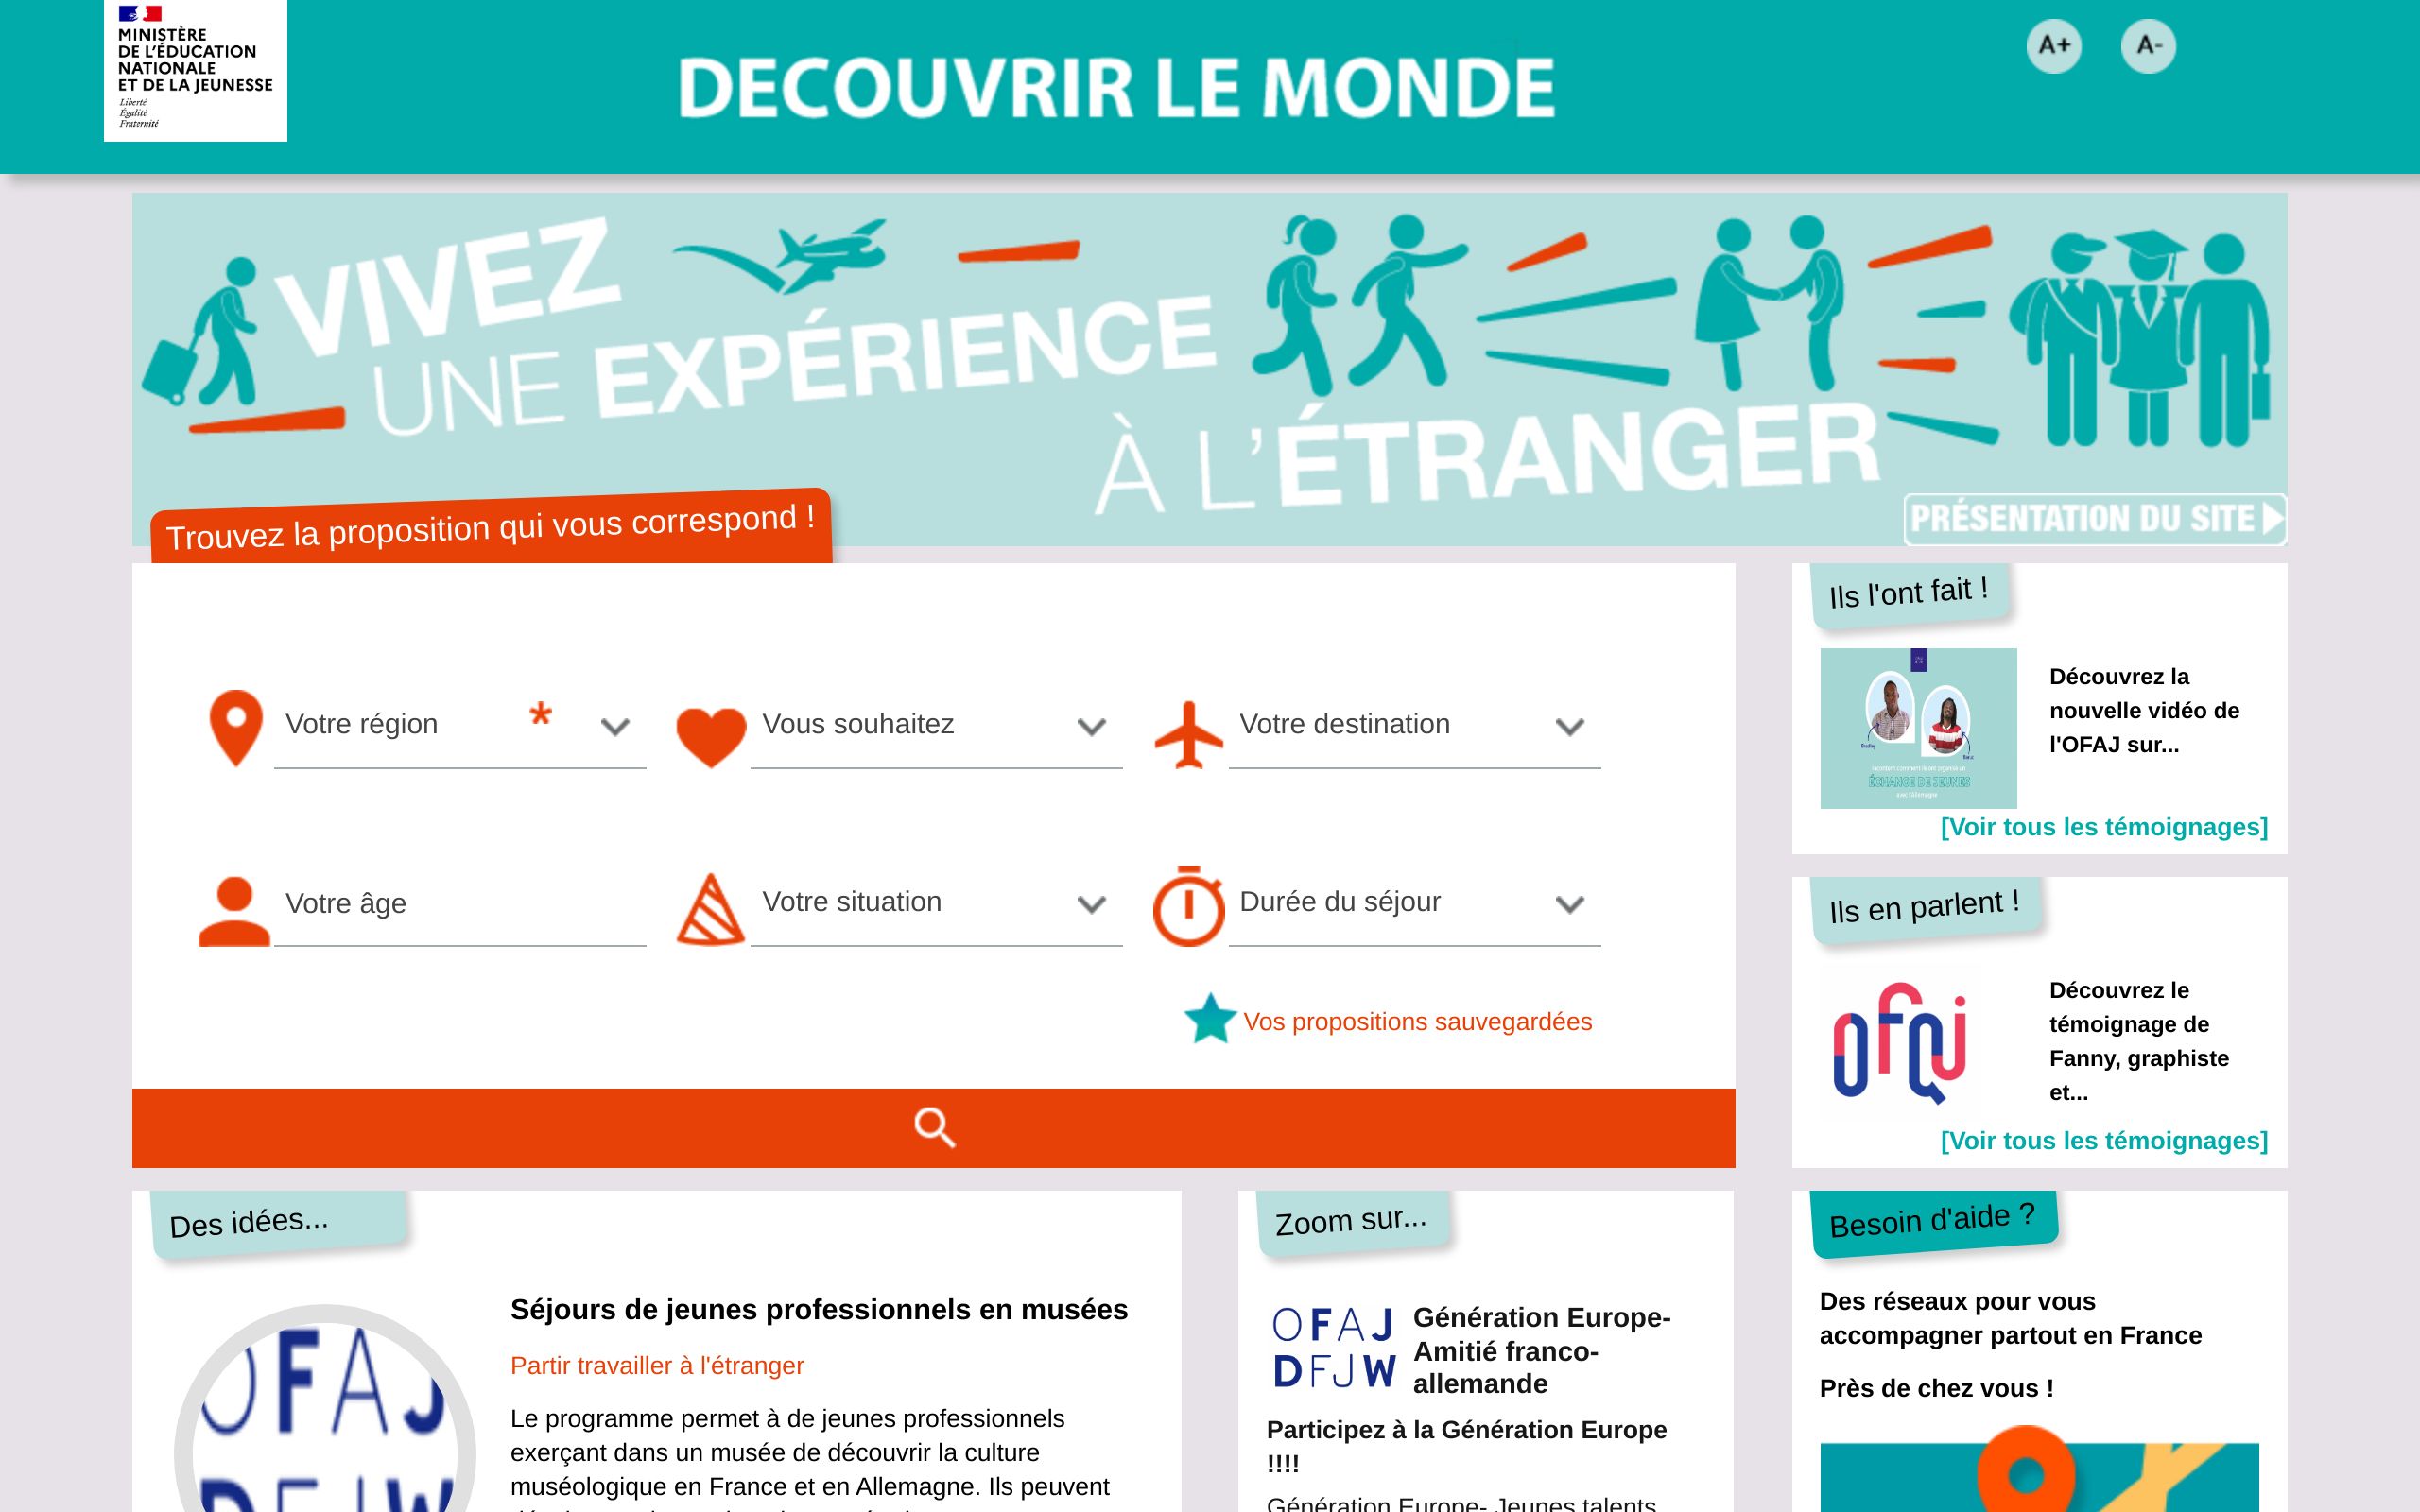 MINISTÈRE
DE L'ÉDUCATION
NATIONALE
ET DE LA JEUNESSE
Liberté
Égalité
Fraternité
DECOUVRIR LE MONDE
A+ A-
VIVEZ
UNE EXPÉRIENCE
À L'ÉTRANGER
PRÉSENTATION DU SITE
Trouvez la proposition qui vous correspond !
Votre région *
Vous souhaitez
Votre destination
Votre âge
Votre situation
Durée du séjour
Vos propositions sauvegardées
Ils l'ont fait !
ÉCHANGE DE JEUNES
avec l'Allemagne
Découvrez la
nouvelle vidéo de
l'OFAJ sur...
[Voir tous les témoignages]
Ils en parlent !
ofaj
Découvrez le
témoignage de
Fanny, graphiste
et...
[Voir tous les témoignages]
Des idées...
OFAJ
DFJW
Séjours de jeunes professionnels en musées
Partir travailler à l'étranger
Le programme permet à de jeunes professionnels
exerçant dans un musée de découvrir la culture
muséologique en France et en Allemagne. Ils peuvent
Zoom sur...
OFAJ
DFJW
Génération Europe-
Amitié franco-
allemande
Participez à la Génération Europe
!!!!
Génération Europe- Jeunes talents
Besoin d'aide ?
Des réseaux pour vous
accompagner partout en France
Près de chez vous !